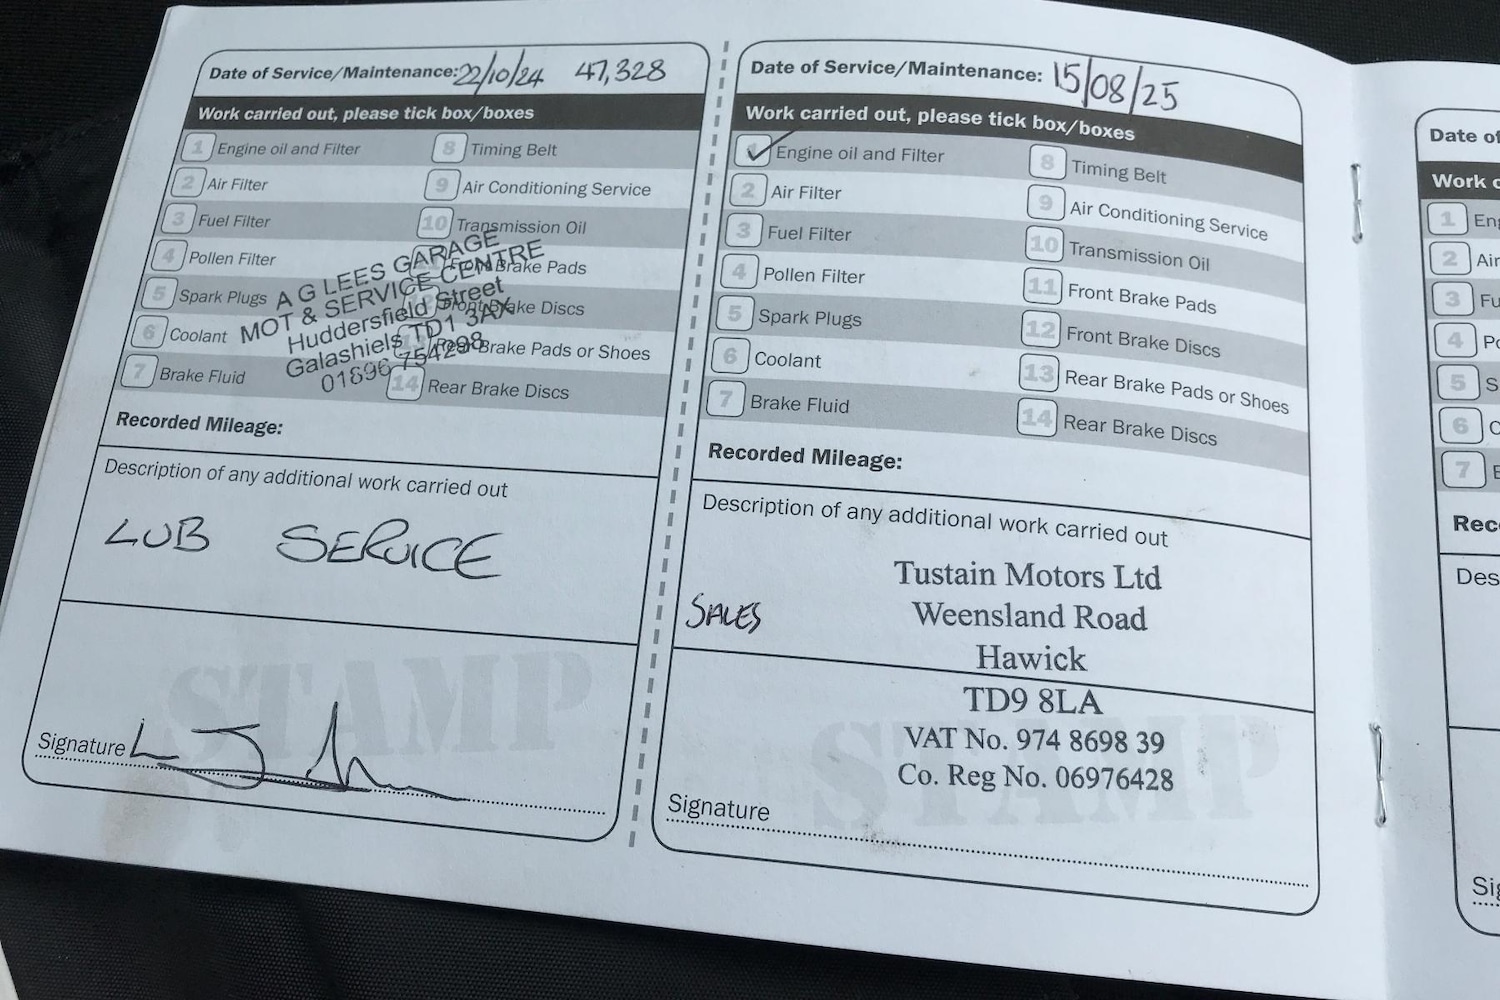 Date of Service/Maintenance: 22/10/24 47,328
Work carried out, please tick box/boxes
1 Engine oil and Filter 8 Timing Belt
2 Air Filter 9 Air Conditioning Service
3 Fuel Filter 10 Transmission Oil
4 Pollen Filter Brake Pads
5 Spark Plugs 12 Front Brake Discs
6 Coolant Rear Brake Pads or Shoes
7 Brake Fluid 14 Rear Brake Discs
A G LEES GARAGE
MOT & SERVICE CENTRE
Huddersfield Street
Galashiels TD1 3AX
01896 754298
Recorded Mileage:
Description of any additional work carried out
LUB SERVICE
STAMP
Signature
Date of Service/Maintenance: 15/08/25
Work carried out, please tick box/boxes
Engine oil and Filter 8 Timing Belt
2 Air Filter 9 Air Conditioning Service
3 Fuel Filter 10 Transmission Oil
4 Pollen Filter 11 Front Brake Pads
5 Spark Plugs 12 Front Brake Discs
6 Coolant 13 Rear Brake Pads or Shoes
7 Brake Fluid 14 Rear Brake Discs
Recorded Mileage:
Description of any additional work carried out
SALES
Tustain Motors Ltd
Weensland Road
Hawick
TD9 8LA
VAT No. 974 8698 39
Co. Reg No. 06976428
STAMP
Signature
Date of
Work c
1 Eng
2 Air
3 Fu
4 Po
5 S
6 C
7 E
Rec
Des
Sig